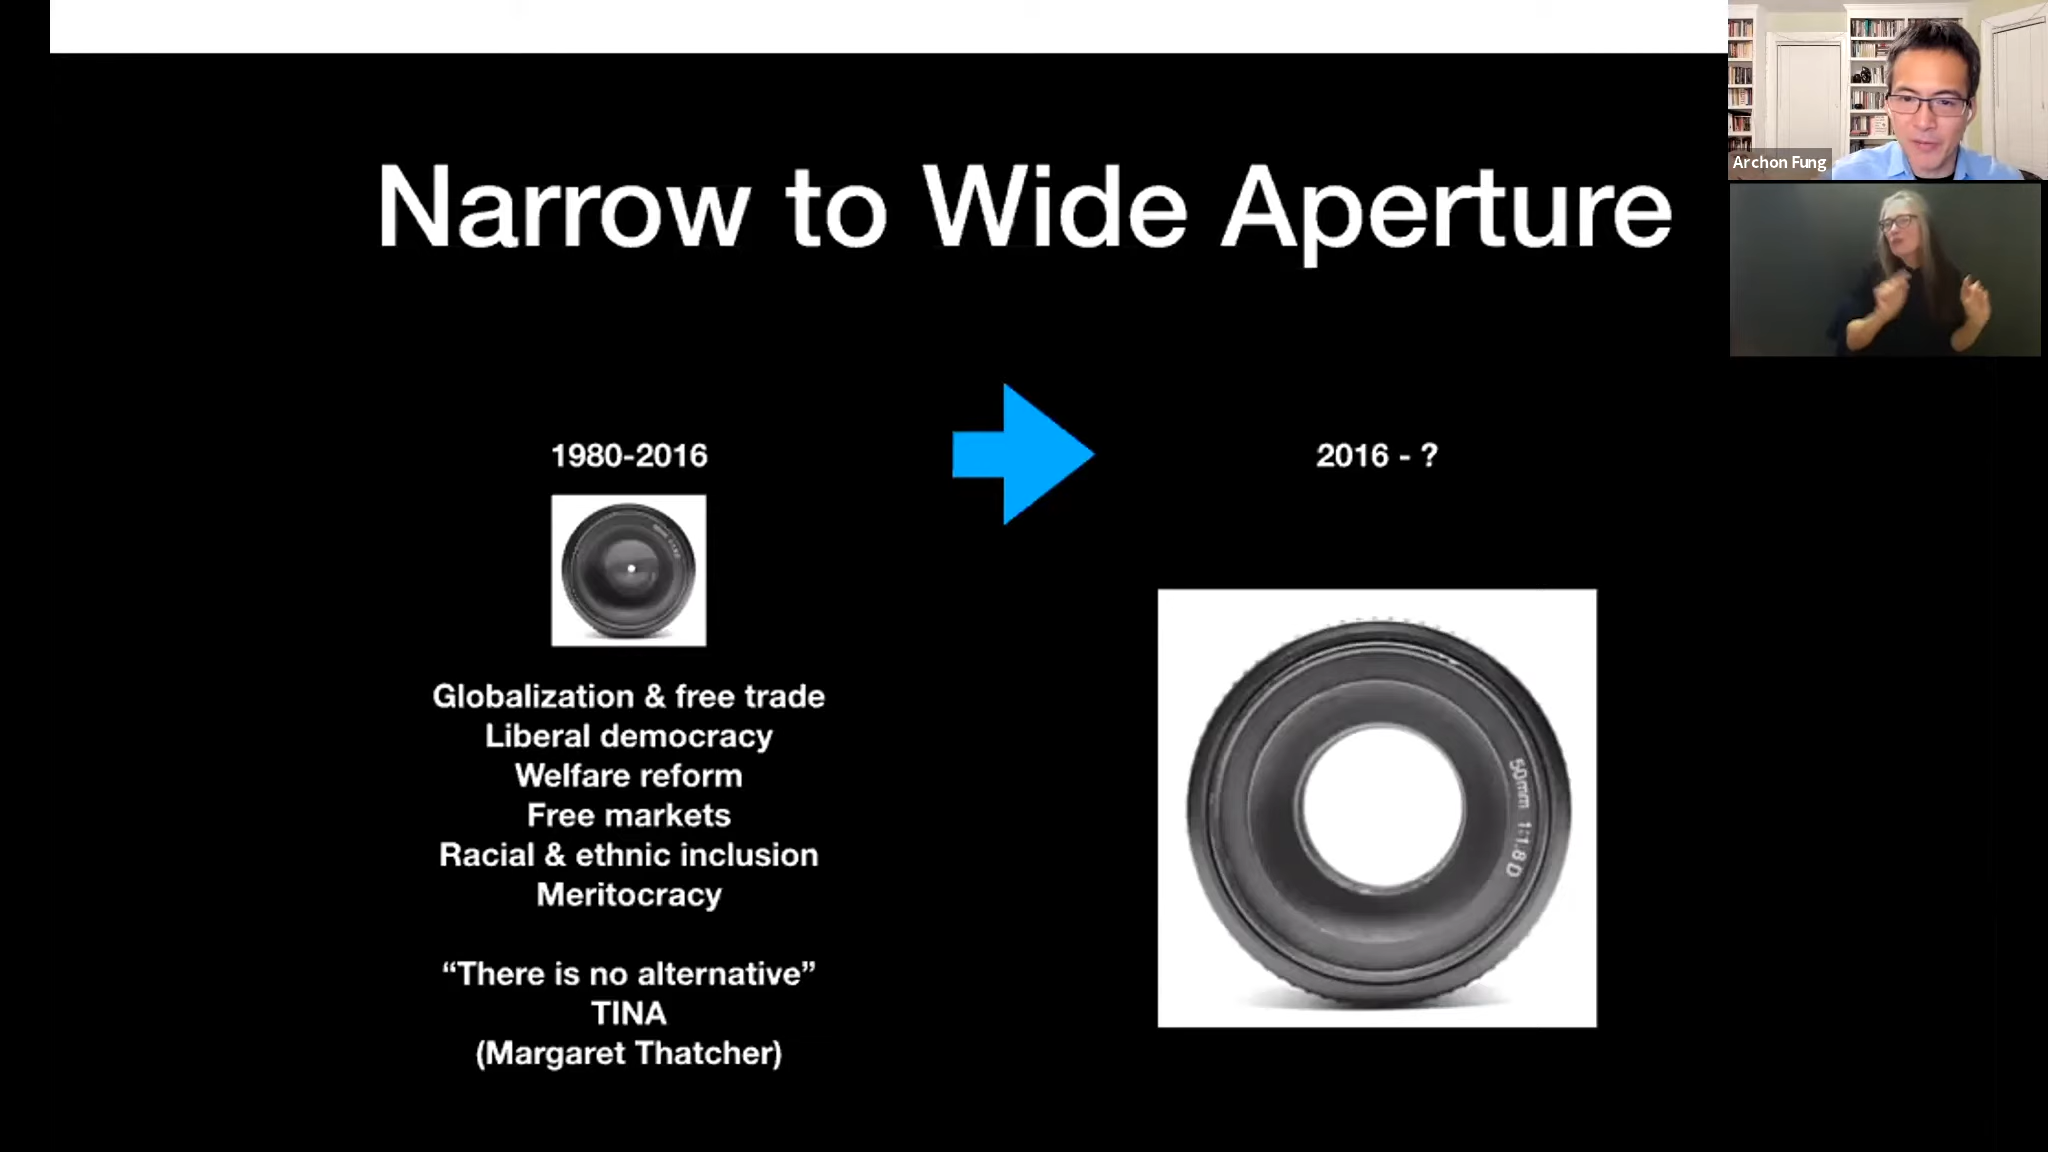 Narrow to Wide Aperture
Archon Fung
1980-2016
Globalization & free trade
Liberal democracy
Welfare reform
Free markets
Racial & ethnic inclusion
Meritocracy
“There is no alternative”
TINA
(Margaret Thatcher)
2016 - ?
50mm 1:1.8 D